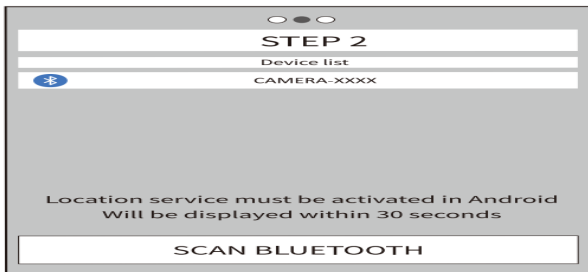 STEP 2
Device list
CAMERA-XXXX
Location service must be activated in Android
Will be displayed within 30 seconds
SCAN BLUETOOTH